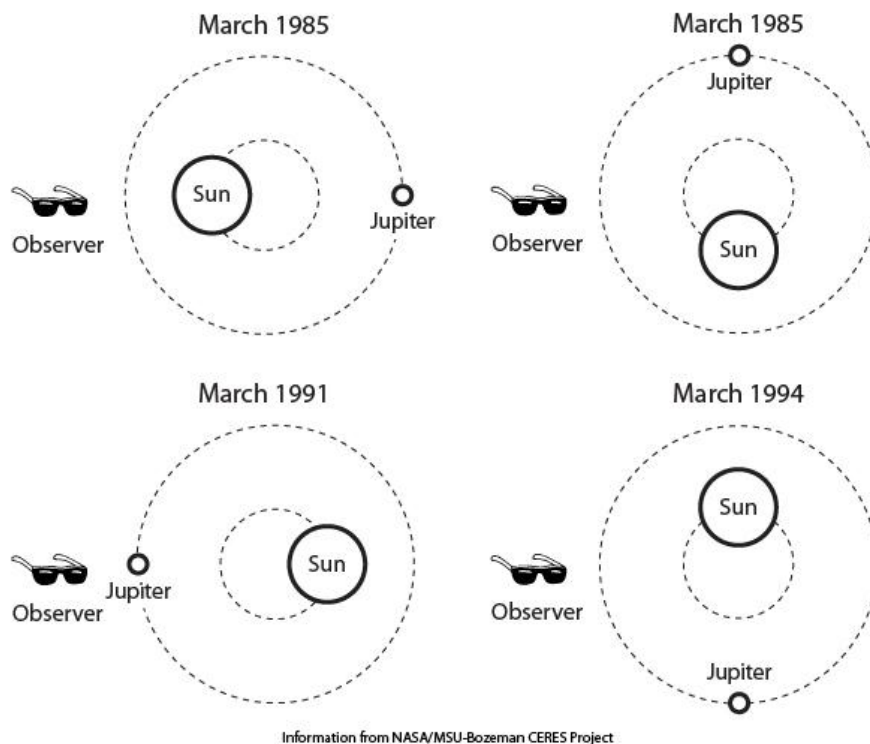 March 1985
Sun
Jupiter
Observer
March 1985
Jupiter
Sun
Observer
March 1991
Sun
Jupiter
Observer
March 1994
Sun
Observer
Jupiter
Information from NASA/MSU-Bozeman CERES Project